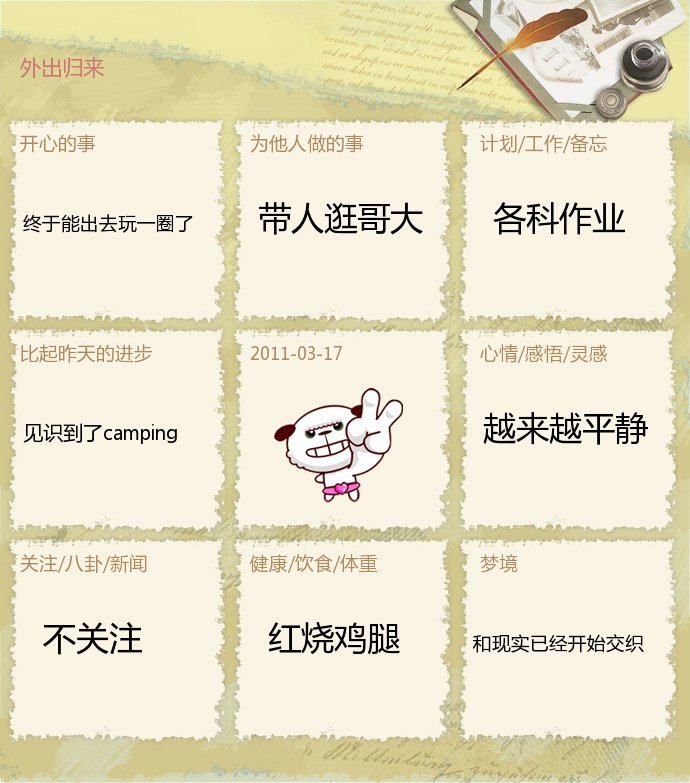 外出归来
开心的事
终于能出去玩一圈了
为他人做的事
带人逛哥大
计划/工作/备忘
各科作业
比起昨天的进步
见识到了camping
2011-03-17
心情/感悟/灵感
越来越平静
关注/八卦/新闻
不关注
健康/饮食/体重
红烧鸡腿
梦境
和现实已经开始交织